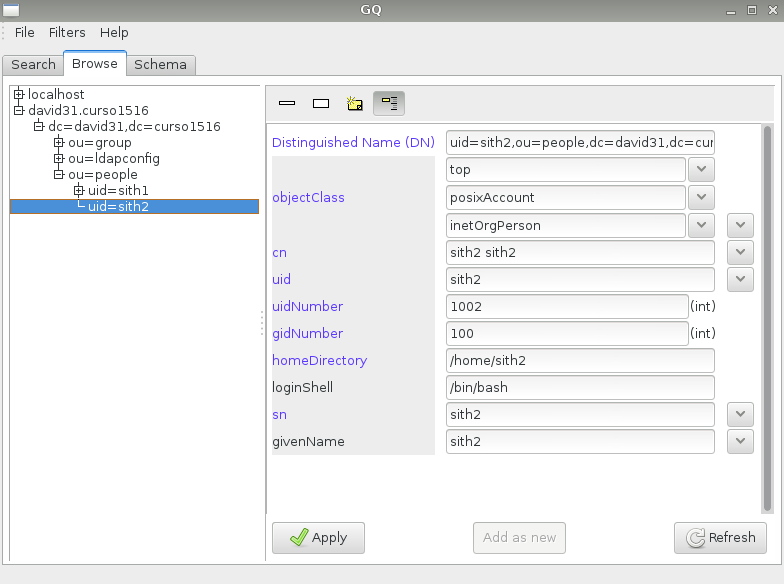 GQ
File Filters Help
Search Browse Schema
localhost
david31.curso1516
dc=david31,dc=curso1516
ou=group
ou=ldapconfig
ou=people
uid=sith1
uid=sith2
Distinguished Name (DN) uid=sith2,ou=people,dc=david31,dc=cur
objectClass top
posixAccount
inetOrgPerson
cn sith2 sith2
uid sith2
uidNumber 1002 (int)
gidNumber 100 (int)
homeDirectory /home/sith2
loginShell /bin/bash
sn sith2
givenName sith2
Apply Add as new Refresh